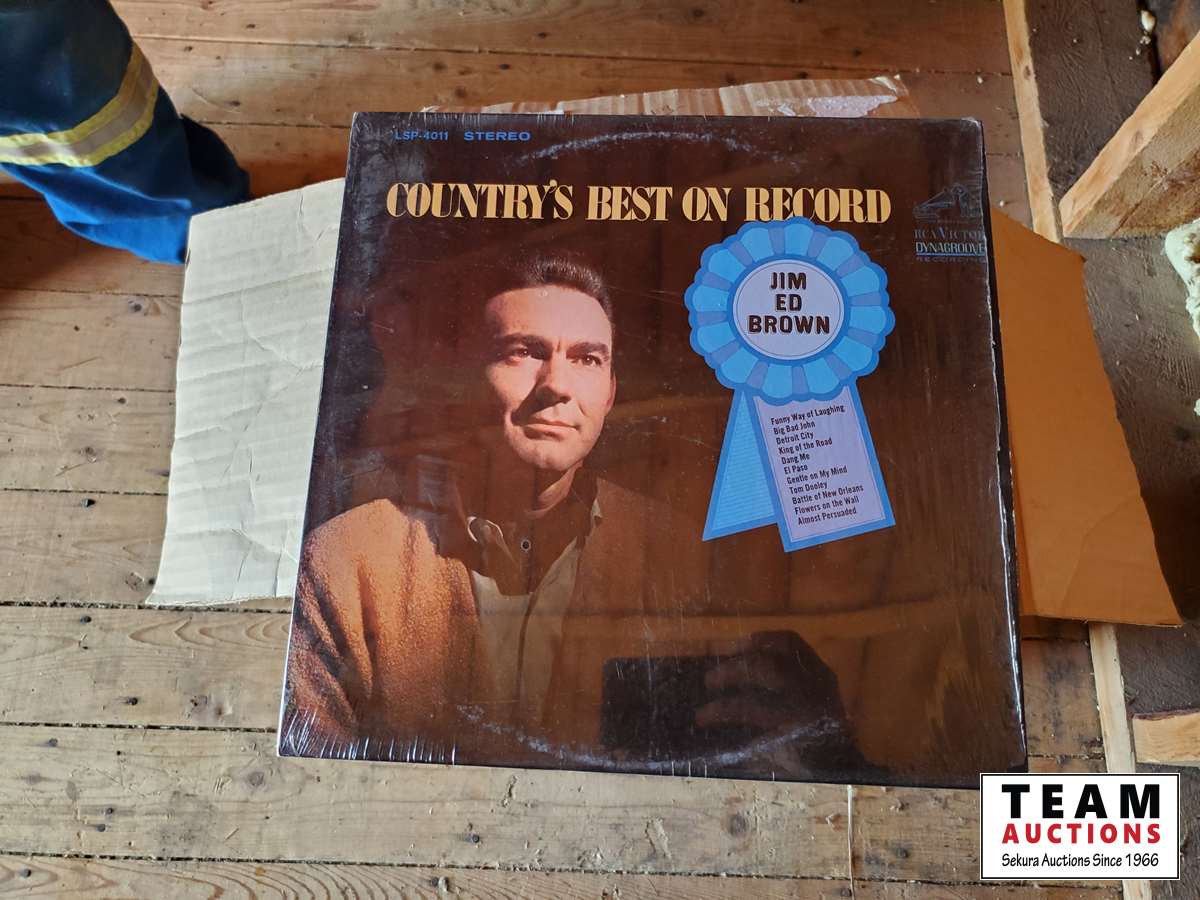 LSP-4011 STEREO
COUNTRY'S BEST ON RECORD
RCA VICTOR
DYNAGROOVE
RECORDING
JIM
ED
BROWN
Funny Way of Laughing
Big Bad John
Detroit City
King of the Road
Dang Me
El Paso
Gentle on My Mind
Tom Dooley
Battle of New Orleans
Flowers on the Wall
Almost Persuaded
TEAM
AUCTIONS
Sekura Auctions Since 1966